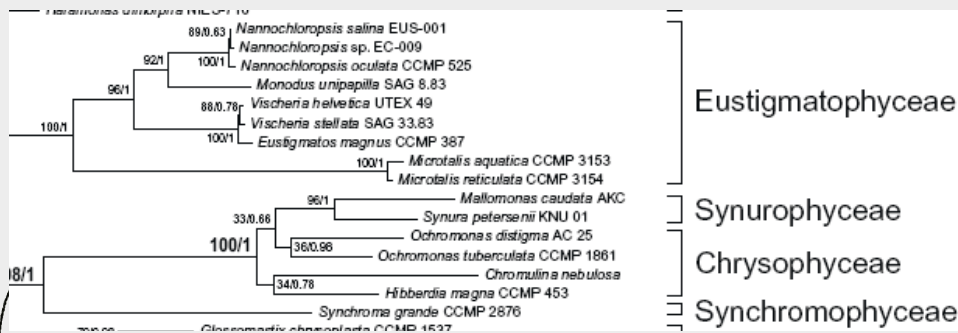 89/0.63
Nannochloropsis salina EUS-001
Nannochloropsis sp. EC-009
92/1
100/1
Nannochloropsis oculata CCMP 525
Monodus unipapilla SAG 8.83
96/1
88/0.78
Vischeria helvetica UTEX 49
Vischeria stellata SAG 33.83
Eustigmatophyceae
100/1
100/1
Eustigmatos magnus CCMP 387
100/1
Microtalis aquatica CCMP 3153
Microtalis reticulata CCMP 3154
96/1
Mallomonas caudata AKC
33/0.66
Synura petersenii KNU 01
Synurophyceae
100/1
Ochromonas distigma AC 25
36/0.98
Ochromonas tuberculata CCMP 1861
Chrysophyceae
Chromulina nebulosa
34/0.78
Hibberdia magna CCMP 453
Synchroma grande CCMP 2876
Synchromophyceae